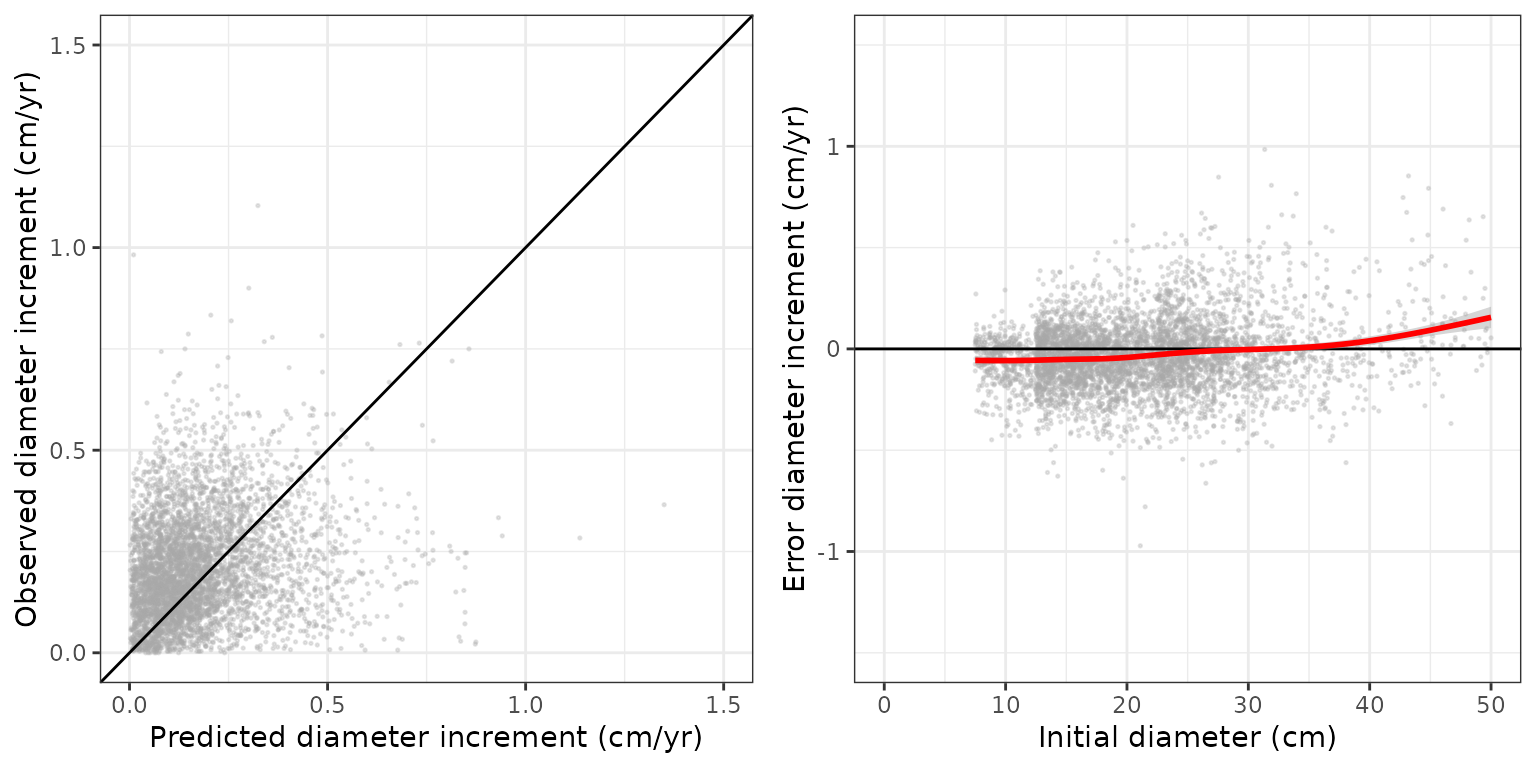 Observed diameter increment (cm/yr)
1.5
1.0
0.5
0.0
0.0 0.5 1.0 1.5
Predicted diameter increment (cm/yr)
Error diameter increment (cm/yr)
1
0
-1
0 10 20 30 40 50
Initial diameter (cm)